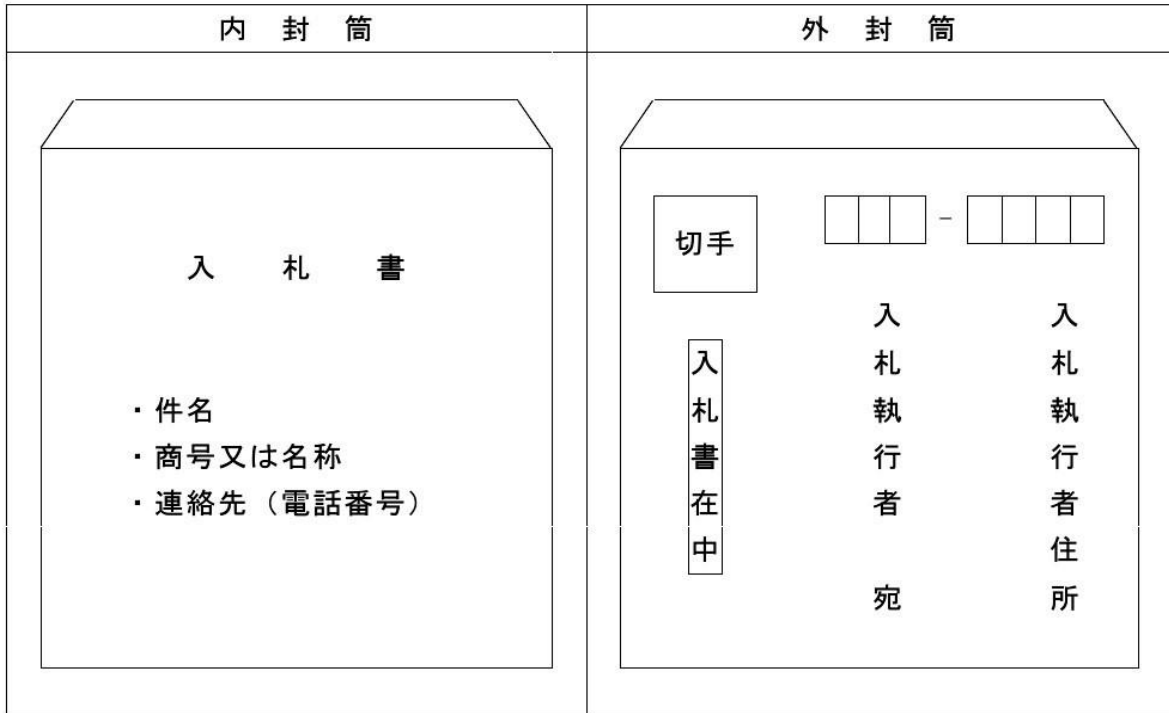 内封筒
外封筒
入札書
・件名
・商号又は名称
・連絡先（電話番号）
切手
-
入札執行者住所
入札執行者 宛
入札書在中